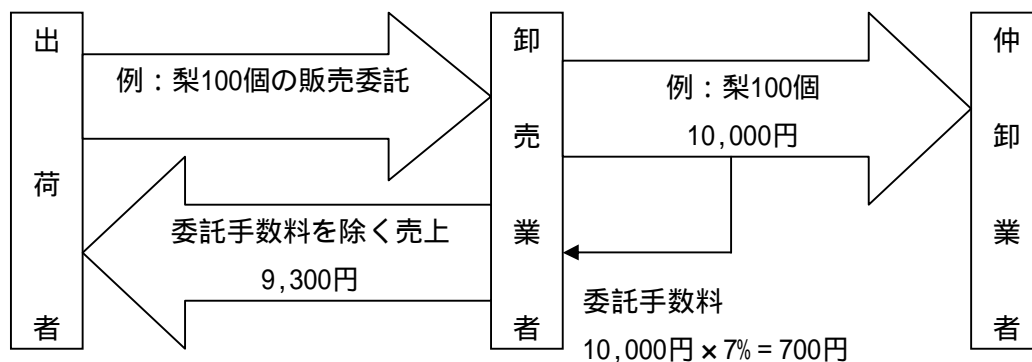 出荷者
例：梨100個の販売委託
委託手数料を除く売上
9,300円
卸売業者
例：梨100個
10,000円
委託手数料
10,000円×7%＝700円
仲卸業者